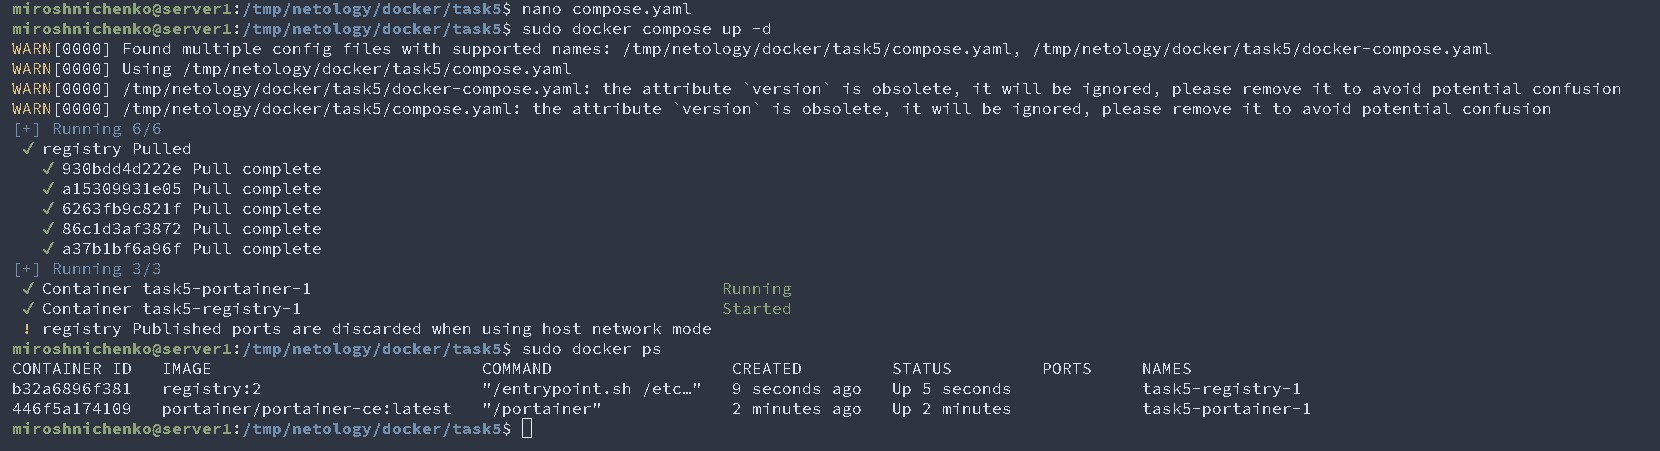 miroshnichenko@server1:/tmp/netology/docker/task5$ nano compose.yaml
miroshnichenko@server1:/tmp/netology/docker/task5$ sudo docker compose up -d
WARN[0000] Found multiple config files with supported names: /tmp/netology/docker/task5/compose.yaml, /tmp/netology/docker/task5/docker-compose.yaml
WARN[0000] Using /tmp/netology/docker/task5/compose.yaml
WARN[0000] /tmp/netology/docker/task5/docker-compose.yaml: the attribute `version` is obsolete, it will be ignored, please remove it to avoid potential confusion
WARN[0000] /tmp/netology/docker/task5/compose.yaml: the attribute `version` is obsolete, it will be ignored, please remove it to avoid potential confusion
[+] Running 6/6
✓ registry Pulled
✓ 930bdd4d222e Pull complete
✓ a15309931e05 Pull complete
✓ 6263fb9c821f Pull complete
✓ 86c1d3af3872 Pull complete
✓ a37b1bf6a96f Pull complete
[+] Running 3/3
✓ Container task5-portainer-1 Running
✓ Container task5-registry-1 Started
! registry Published ports are discarded when using host network mode
miroshnichenko@server1:/tmp/netology/docker/task5$ sudo docker ps
CONTAINER ID IMAGE COMMAND CREATED STATUS PORTS NAMES
b32a6896f381 registry:2 "/entrypoint.sh /etc…" 9 seconds ago Up 5 seconds task5-registry-1
446f5a174109 portainer/portainer-ce:latest "/portainer" 2 minutes ago Up 2 minutes task5-portainer-1
miroshnichenko@server1:/tmp/netology/docker/task5$